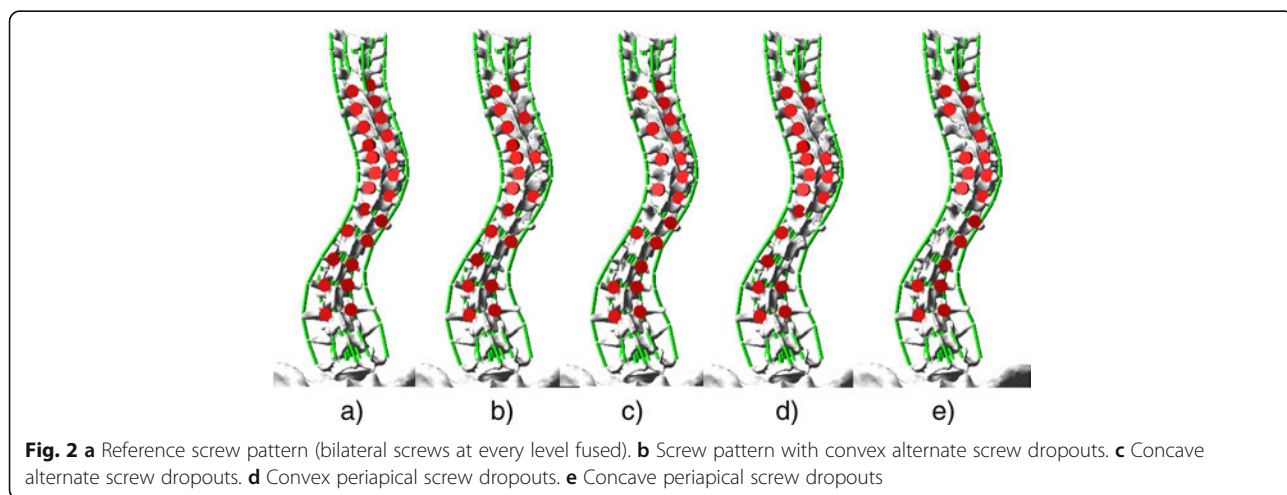 a) b) c) d) e)
Fig. 2 a Reference screw pattern (bilateral screws at every level fused). b Screw pattern with convex alternate screw dropouts. c Concave
alternate screw dropouts. d Convex periapical screw dropouts. e Concave periapical screw dropouts